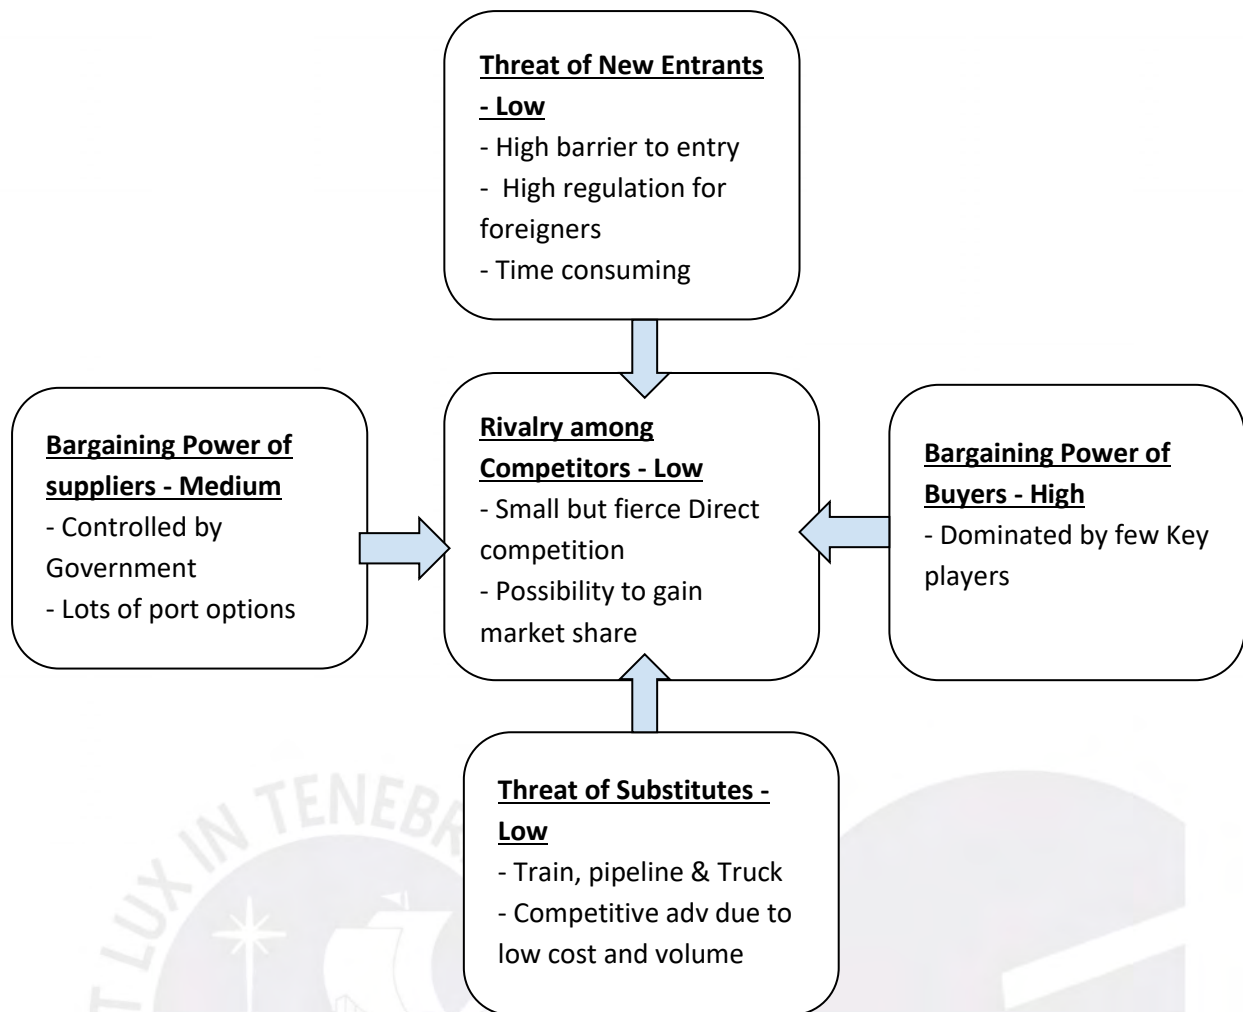 Threat of New Entrants
- Low
- High barrier to entry
- High regulation for
foreigners
- Time consuming
Bargaining Power of
suppliers - Medium
- Controlled by
Government
- Lots of port options
Rivalry among
Competitors - Low
- Small but fierce Direct
competition
- Possibility to gain
market share
Bargaining Power of
Buyers - High
- Dominated by few Key
players
Threat of Substitutes -
Low
- Train, pipeline & Truck
- Competitive adv due to
low cost and volume
LUX IN TENEBR